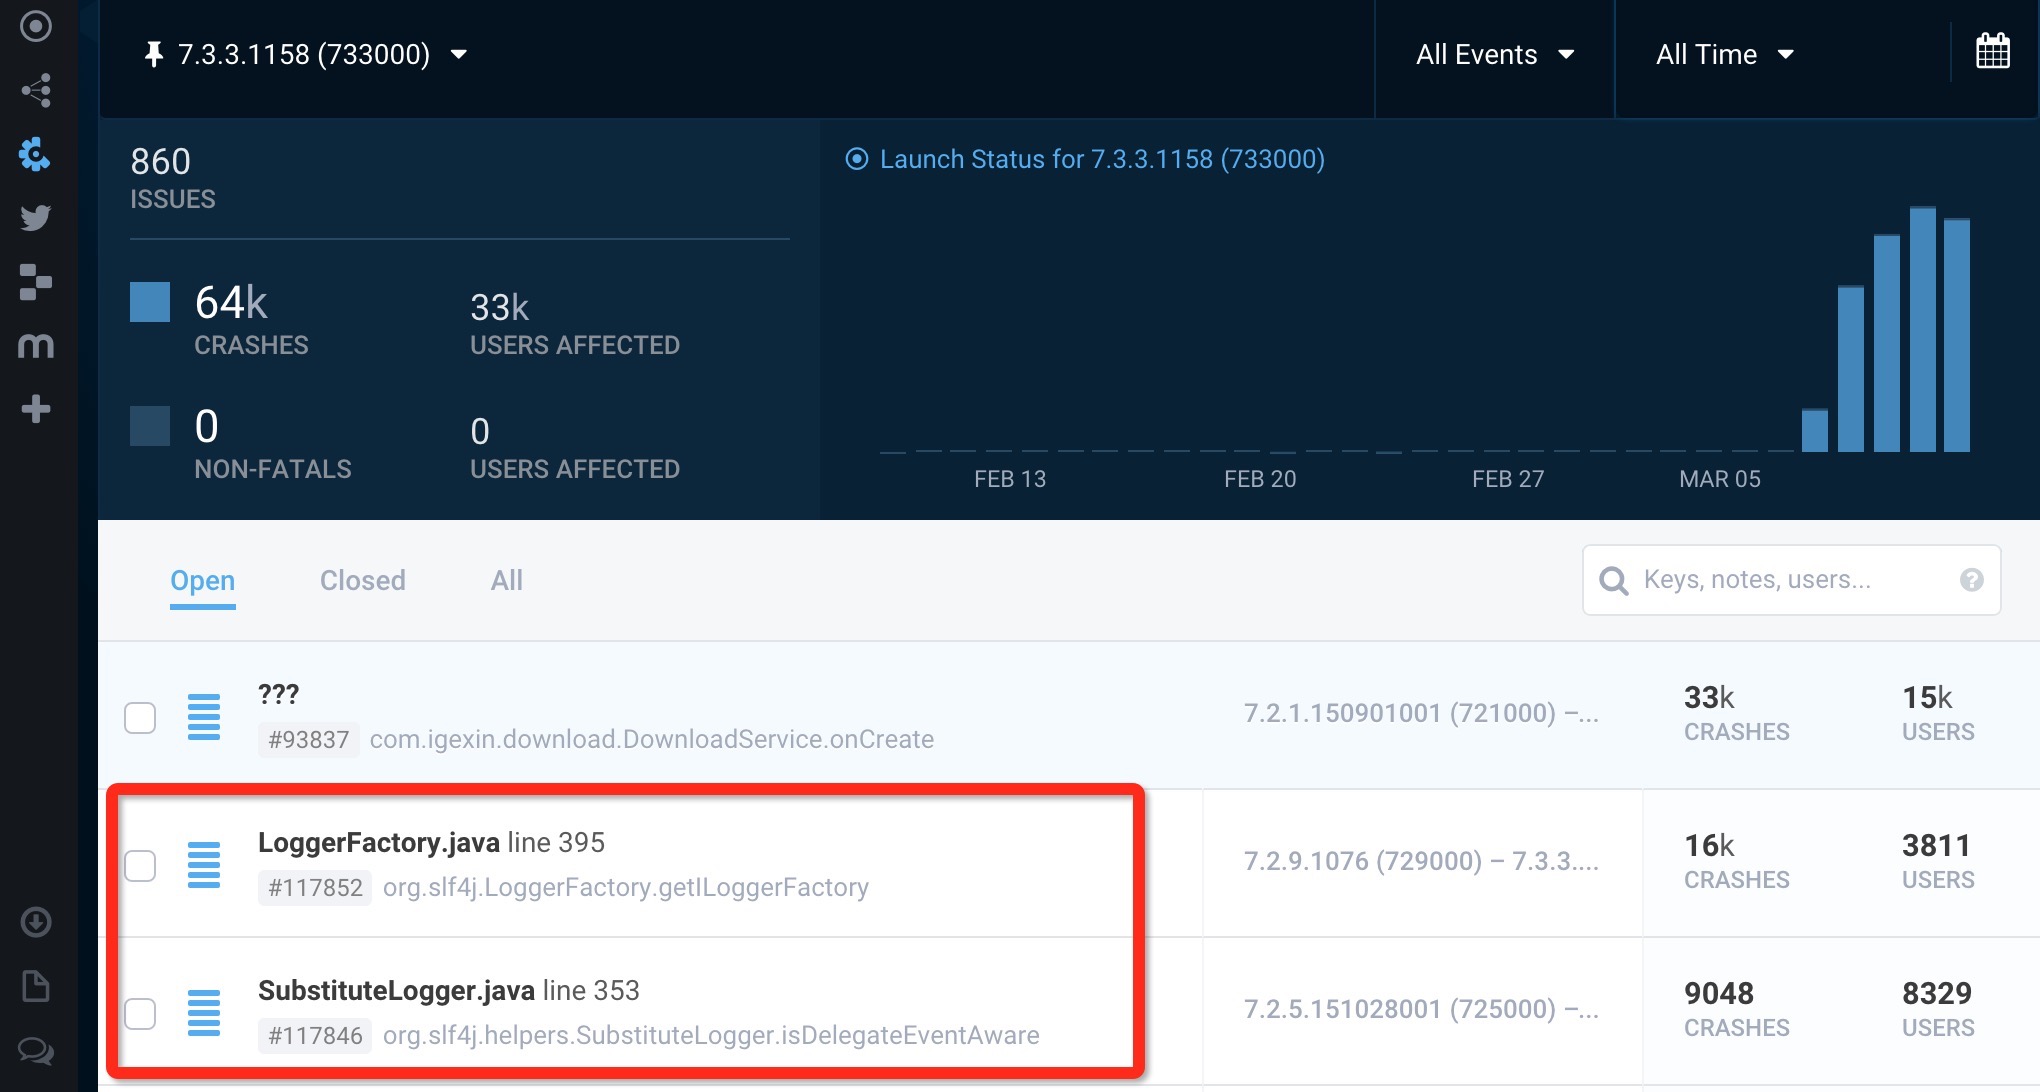 7.3.3.1158 (733000)
All Events
All Time
860
ISSUES
64k
CRASHES
33k
USERS AFFECTED
0
NON-FATALS
0
USERS AFFECTED
Launch Status for 7.3.3.1158 (733000)
FEB 13
FEB 20
FEB 27
MAR 05
Open
Closed
All
Keys, notes, users...
?
???
#93837 com.igexin.download.DownloadService.onCreate
7.2.1.150901001 (721000) –...
33k
CRASHES
15k
USERS
LoggerFactory.java line 395
#117852 org.slf4j.LoggerFactory.getILoggerFactory
7.2.9.1076 (729000) – 7.3.3....
16k
CRASHES
3811
USERS
SubstituteLogger.java line 353
#117846 org.slf4j.helpers.SubstituteLogger.isDelegateEventAware
7.2.5.151028001 (725000) –...
9048
CRASHES
8329
USERS